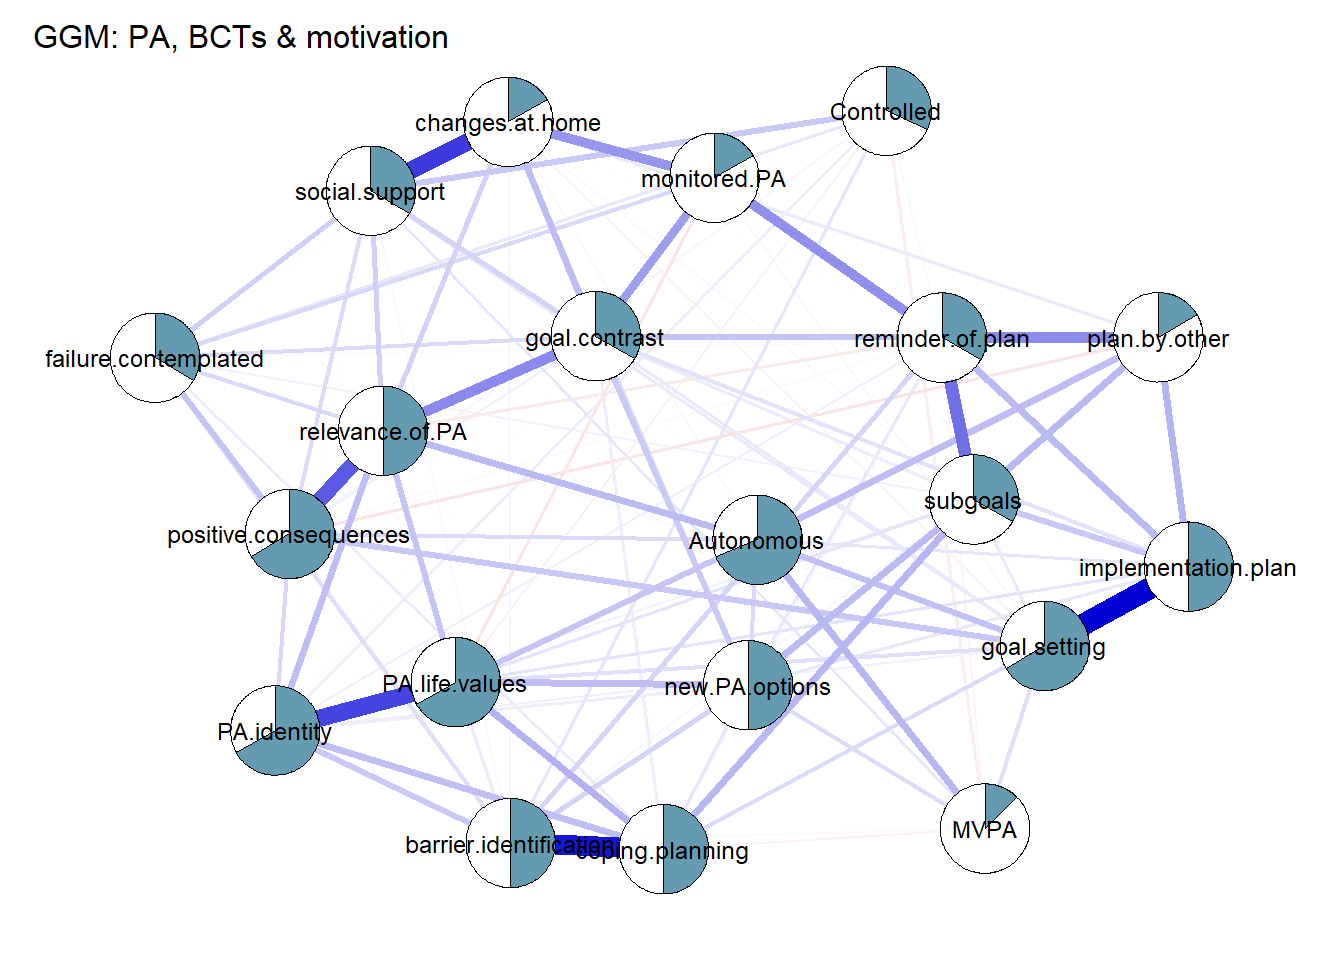 GGM: PA, BCTs & motivation
changes.at.home
Controlled
monitored.PA
social.support
goal.contrast
reminder.of.plan
plan.by.other
failure.contemplated
relevance.of.PA
subgoals
positive.consequences
Autonomous
implementation.plan
goal.setting
PA.life.values
new.PA.options
PA.identity
MVPA
barrier.identification
coping.planning